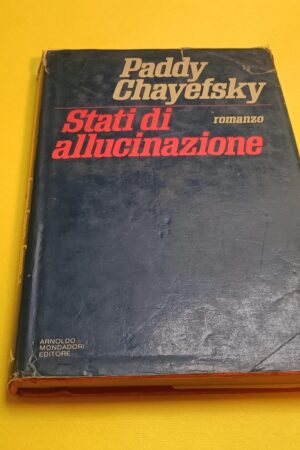 Paddy
Chayefsky
Stati di romanzo
allucinazione
ARNOLDO
MONDADORI
EDITORE